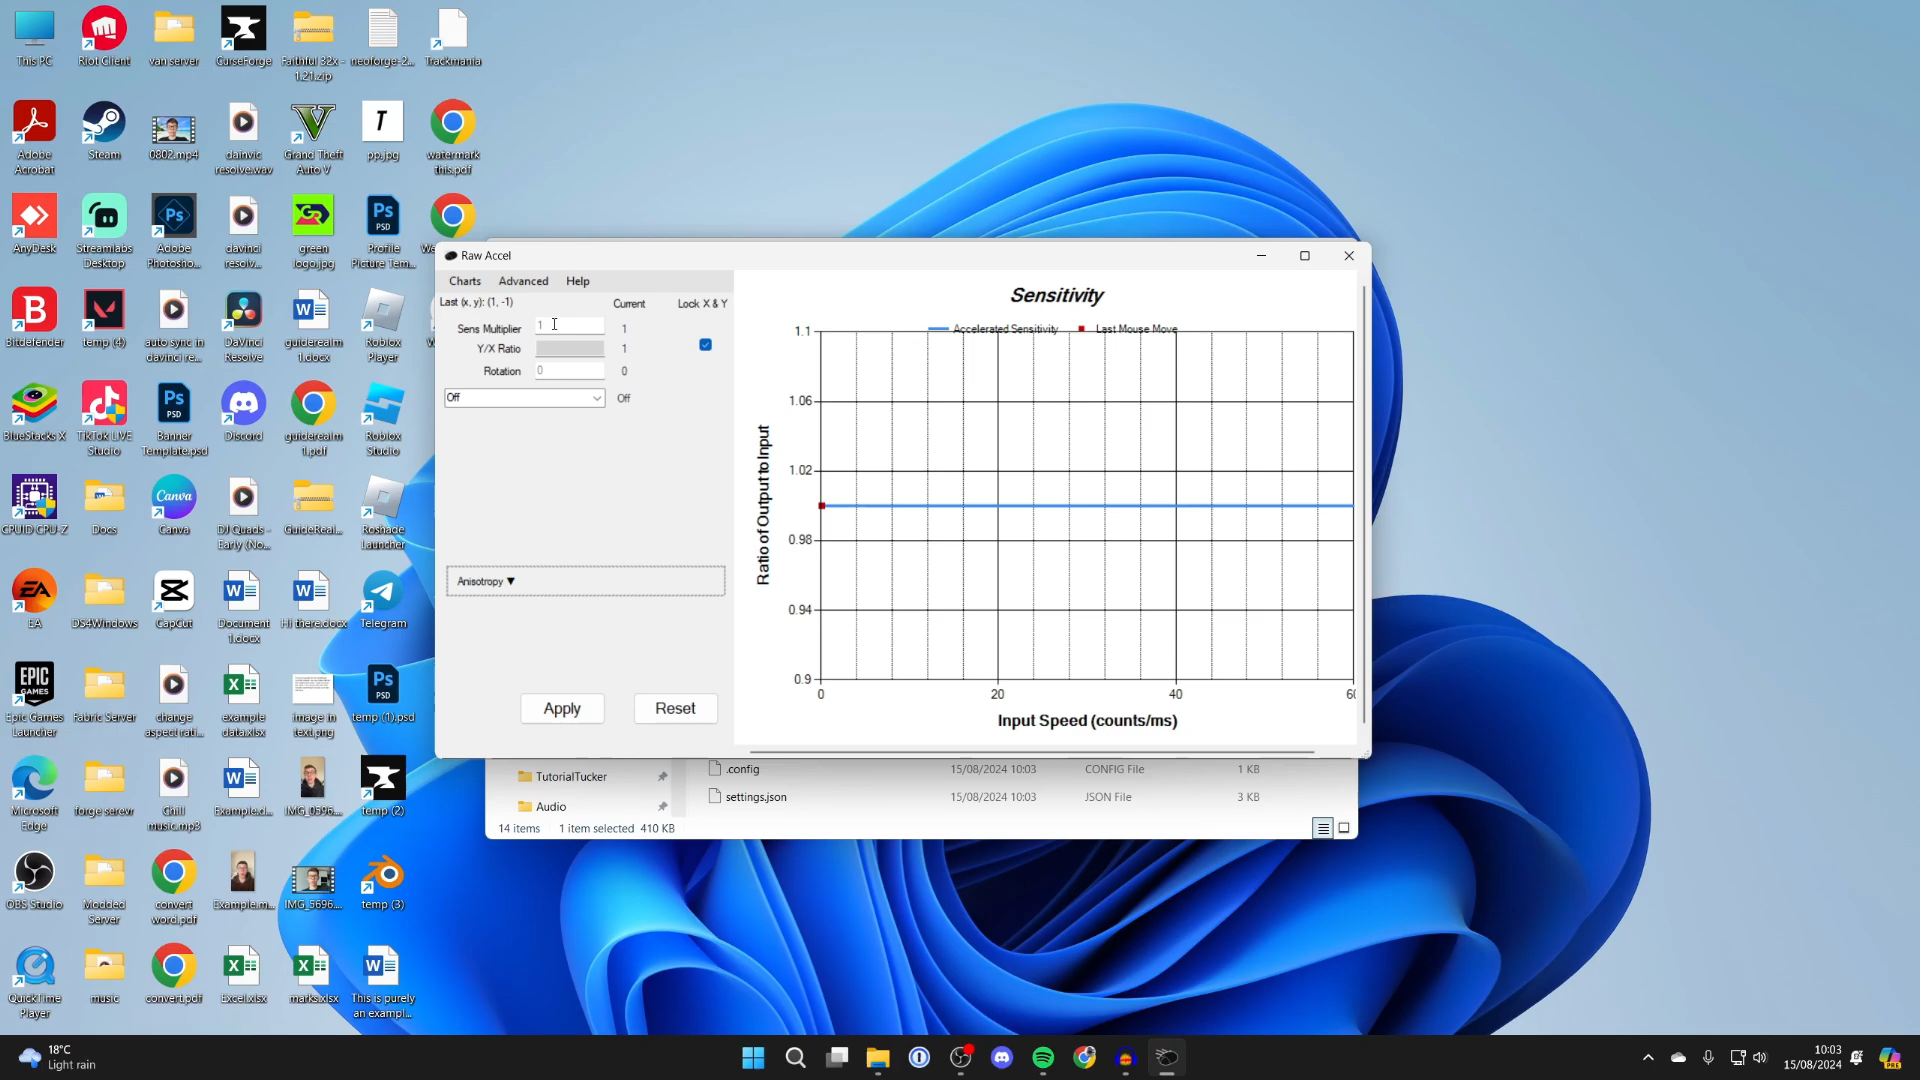 This PC
Riot Client
van server
CurseForge
Faithful 32x - 1.21.zip
neoforge-2...
Trackmania
Adobe Acrobat
Steam
0802.mp4
dainvic resolve.wav
Grand Theft Auto V
pp.jpg
watermark this.pdf
AnyDesk
Streamlabs Desktop
Adobe Photosho...
davinci resolv...
green logo.jpg
Profile Picture Tem...
Bitdefender
temp (4)
auto sync in davinci re...
DaVinci Resolve
guiderealm 1.docx
Roblox Player
BlueStacks X
TikTok LIVE Studio
Banner Template.psd
Discord
guiderealm 1.pdf
Roblox Studio
CPUID CPU-Z
Docs
Canva
DJ Quads - Early (No...
GuideReal...
Roshade Launcher
EA
DS4Windows
CapCut
Document 1.docx
Hi there.docx
Telegram
Epic Games Launcher
Fabric Server
change aspect rati...
example data.xlsx
image in text.png
temp (1).psd
Microsoft Edge
forge serevr
Chill music.mp3
Example.d...
IMG_0396...
temp (2)
OBS Studio
Modded Server
convert word.pdf
Example.m...
IMG_5696...
temp (3)
QuickTime Player
music
convert.pdf
Excel.xlsx
marks.xlsx
This is purely an exampl...
Raw Accel
Charts Advanced Help
Last (x, y): (1, -1)
Current
Lock X & Y
Sens Multiplier 1 1
Y/X Ratio 1
Rotation 0 0
Off Off
Anisotropy ▼
Apply Reset
Sensitivity
Accelerated Sensitivity Last Mouse Move
1.1
1.06
1.02
0.98
0.94
0.9
0 20 40 60
Ratio of Output to Input
Input Speed (counts/ms)
TutorialTucker
Audio
.config 15/08/2024 10:03 CONFIG File 1 KB
settings.json 15/08/2024 10:03 JSON File 3 KB
14 items 1 item selected 410 KB
18°C
Light rain
10:03
15/08/2024
PRE